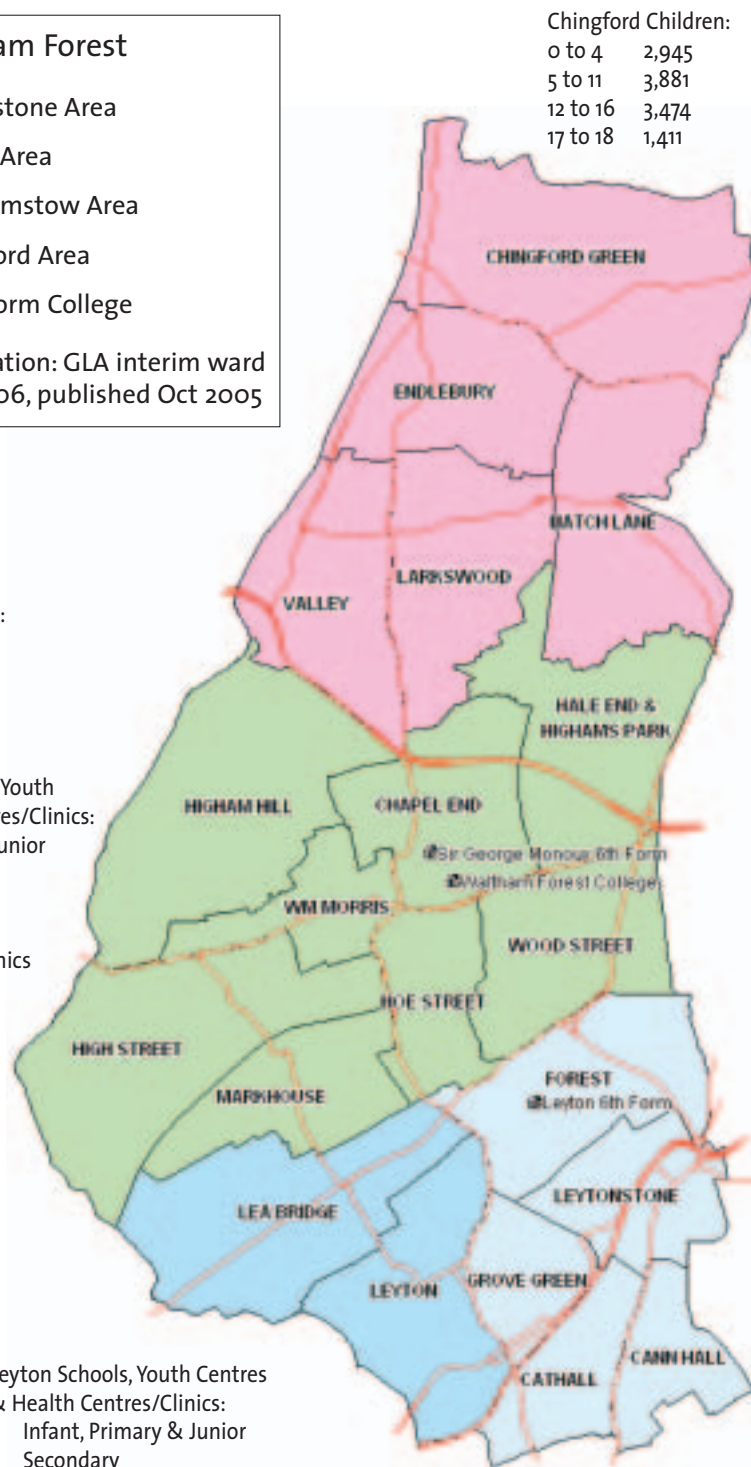 am Forest
stone Area
Area
mstow Area
ord Area
orm College
ation: GLA interim ward
06, published Oct 2005
Chingford Children:
0 to 4 2,945
5 to 11 3,881
12 to 16 3,474
17 to 18 1,411
CHINGFORD GREEN
ENDLEBURY
HATCH LANE
LARKSWOOD
VALLEY
:
HALE END &
HIGHAMS PARK
Youth
res/Clinics:
unior
HIGHAM HILL
CHAPEL END
Sir George Monoux 6th Form
Waltham Forest College
WM MORRIS
WOOD STREET
nics
HOE STREET
HIGH STREET
MARKHOUSE
FOREST
Leyton 6th Form
LEYTONSTONE
LEA BRIDGE
LEYTON
GROVE GREEN
CANN HALL
CATHALL
eyton Schools, Youth Centres
& Health Centres/Clinics:
Infant, Primary & Junior
Secondary